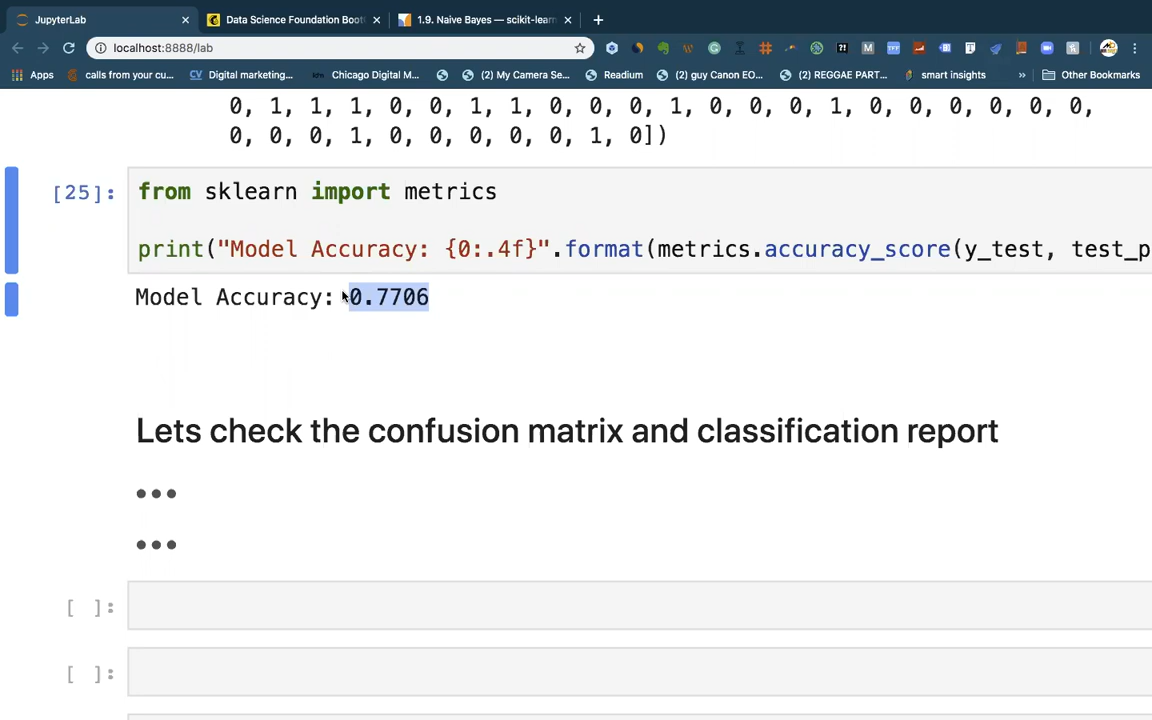 JupyterLab
Data Science Foundation Boot
1.9. Naive Bayes — scikit-learn
localhost:8888/lab
Apps
calls from your cu...
CV Digital marketing...
Chicago Digital M...
(2) My Camera Se...
Readium
(2) guy Canon EO...
(2) REGGAE PART...
smart insights
»
Other Bookmarks
0, 1, 1, 1, 0, 0, 1, 1, 0, 0, 0, 1, 0, 0, 0, 1, 0, 0, 0, 0, 0, 0,
0, 0, 0, 1, 0, 0, 0, 0, 0, 1, 0])
[25]:
from sklearn import metrics
print("Model Accuracy: {0:.4f}".format(metrics.accuracy_score(y_test, test_p
Model Accuracy: 0.7706
Lets check the confusion matrix and classification report
[ ]:
[ ]: